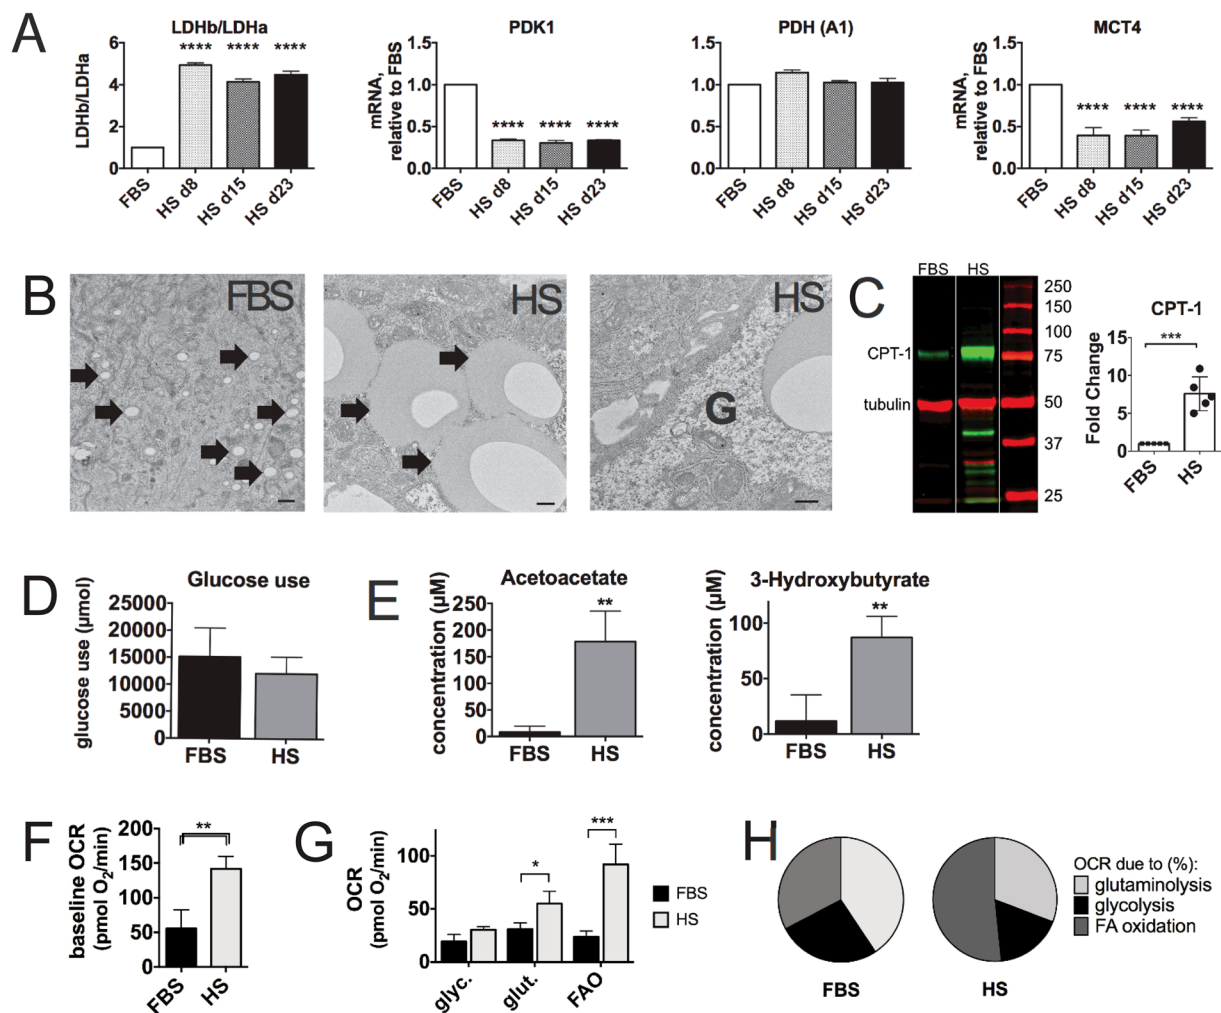 A
LDHb/LDHa
LDHb/LDHa
6
4
2
0
****
****
****
FBS
HS d8
HS d15
HS d23
PDK1
mRNA,
relative to FBS
1.5
1.0
0.5
0.0
****
****
****
FBS
HS d8
HS d15
HS d23
PDH (A1)
mRNA,
relative to FBS
1.5
1.0
0.5
0.0
FBS
HS d8
HS d15
HS d23
MCT4
mRNA,
relative to FBS
1.5
1.0
0.5
0.0
****
****
****
FBS
HS d8
HS d15
HS d23
B
FBS
HS
HS
G
C
FBS
HS
CPT-1
tubulin
250
150
100
75
50
37
25
CPT-1
Fold Change
15
10
5
0
***
FBS
HS
D
Glucose use
glucose use (µmol)
25000
20000
15000
10000
5000
0
FBS
HS
E
Acetoacetate
concentration (µM)
250
200
150
100
50
0
**
FBS
HS
3-Hydroxybutyrate
concentration (µM)
100
50
0
**
FBS
HS
F
baseline OCR
(pmol O2/min)
200
150
100
50
0
**
FBS
HS
G
OCR
(pmol O2/min)
100
50
0
*
***
glyc.
glut.
FAO
FBS
HS
H
FBS
HS
OCR due to (%):
glutaminolysis
glycolysis
FA oxidation